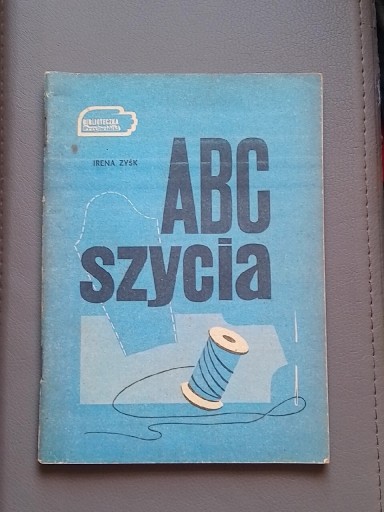 BIBLIOTECZKA
IRENA ZYSK
ABC
szycia